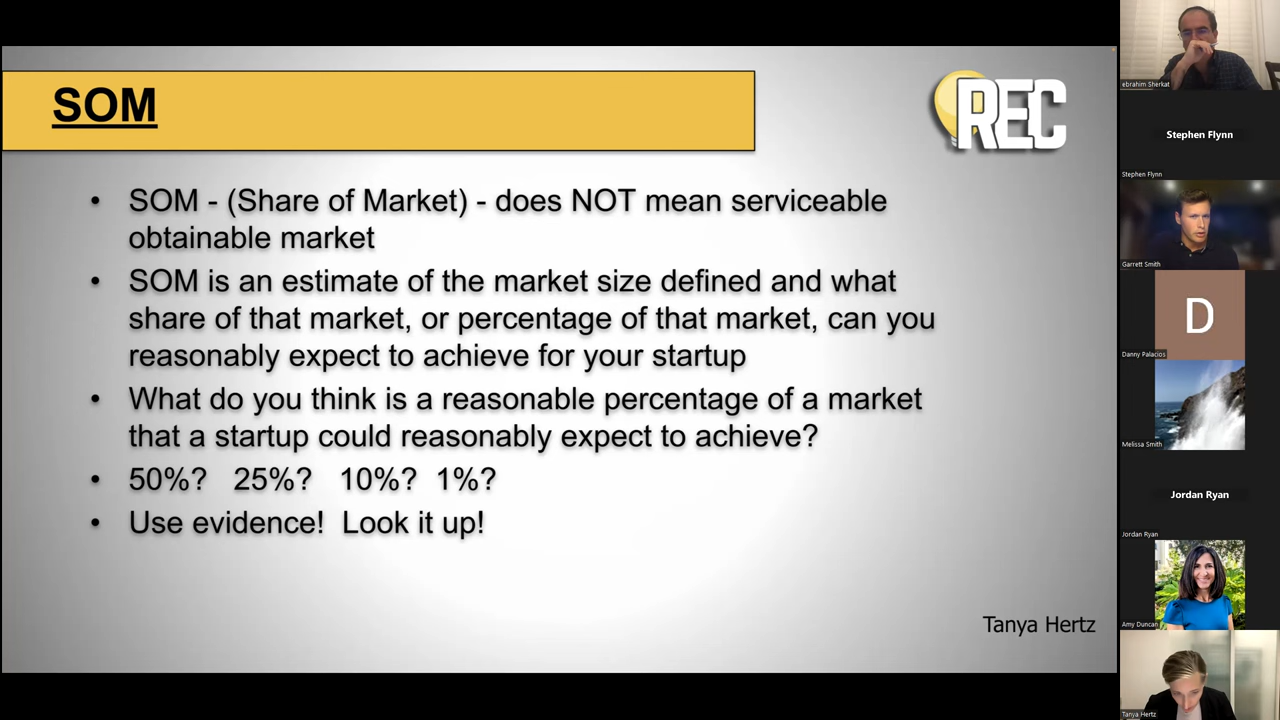 SOM
REC
• SOM - (Share of Market) - does NOT mean serviceable
obtainable market
• SOM is an estimate of the market size defined and what
share of that market, or percentage of that market, can you
reasonably expect to achieve for your startup
• What do you think is a reasonable percentage of a market
that a startup could reasonably expect to achieve?
• 50%? 25%? 10%? 1%?
• Use evidence! Look it up!
Tanya Hertz
ebrahim Sherkat
Stephen Flynn
Stephen Flynn
Garrett Smith
D
Danny Palacios
Melissa Smith
Jordan Ryan
Jordan Ryan
Amy Duncan
Tanya Hertz